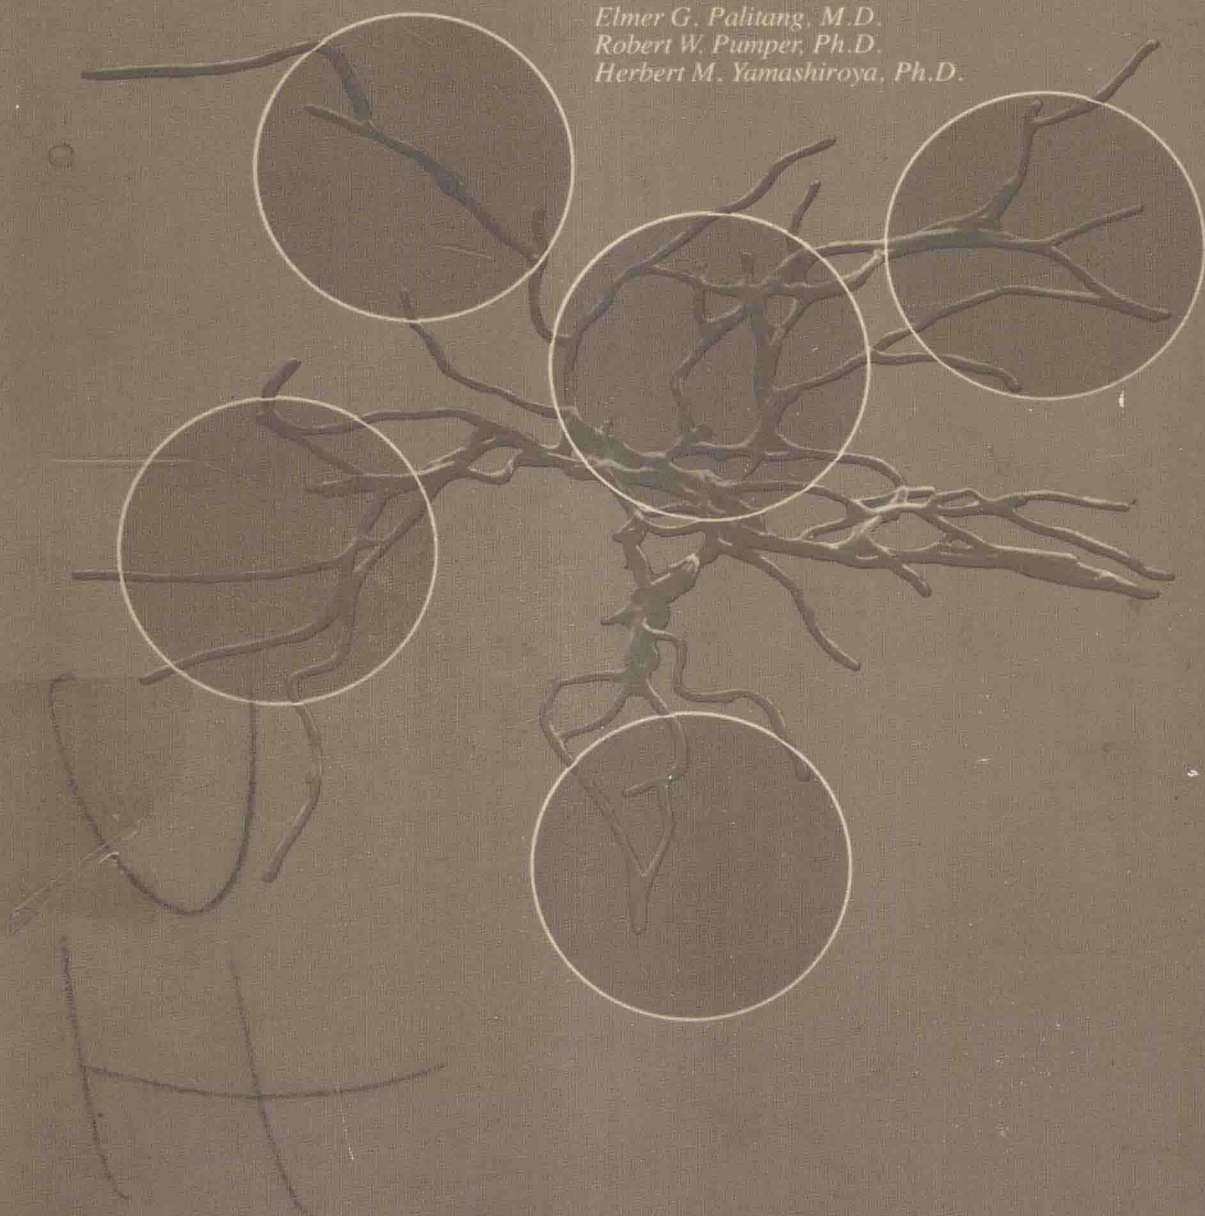 Elmer G. Palitang, M.D.
Robert W. Pumper, Ph.D.
Herbert M. Yamashiroya, Ph.D.